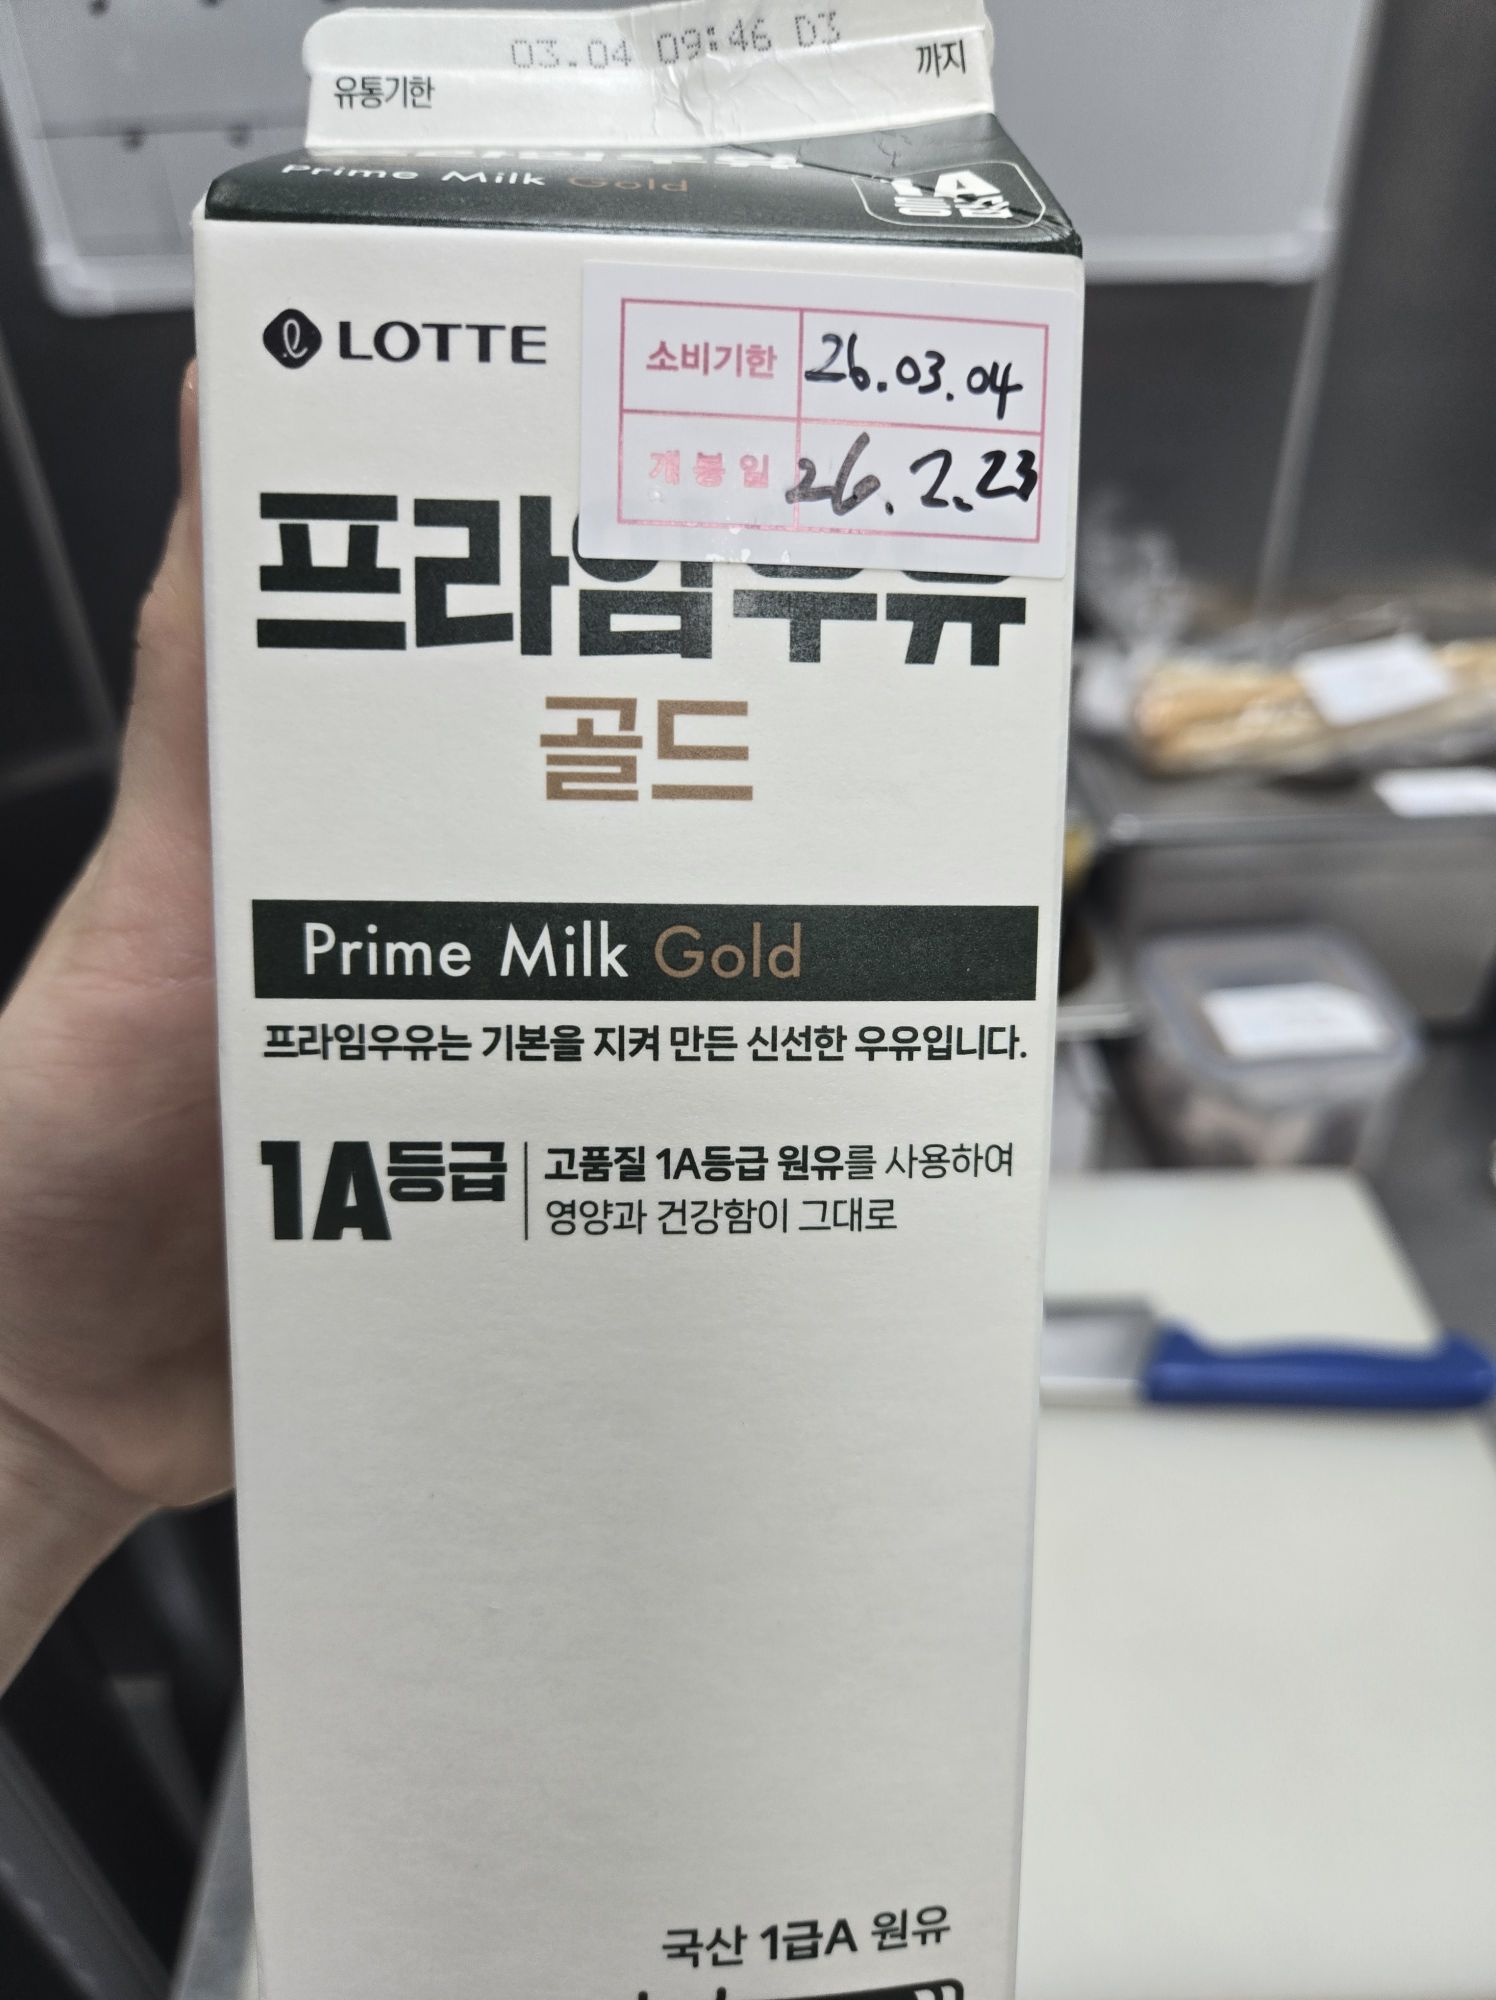 03.04 09:46 D3
유통기한
까지
Prime Milk Gold
1A
등급
LOTTE
소비기한 26.03.04
개봉일 26.2.23
프라임우유
골드
Prime Milk Gold
프라임우유는 기본을 지켜 만든 신선한 우유입니다.
1A등급
고품질 1A등급 원유를 사용하여
영양과 건강함이 그대로
국산 1급A 원유